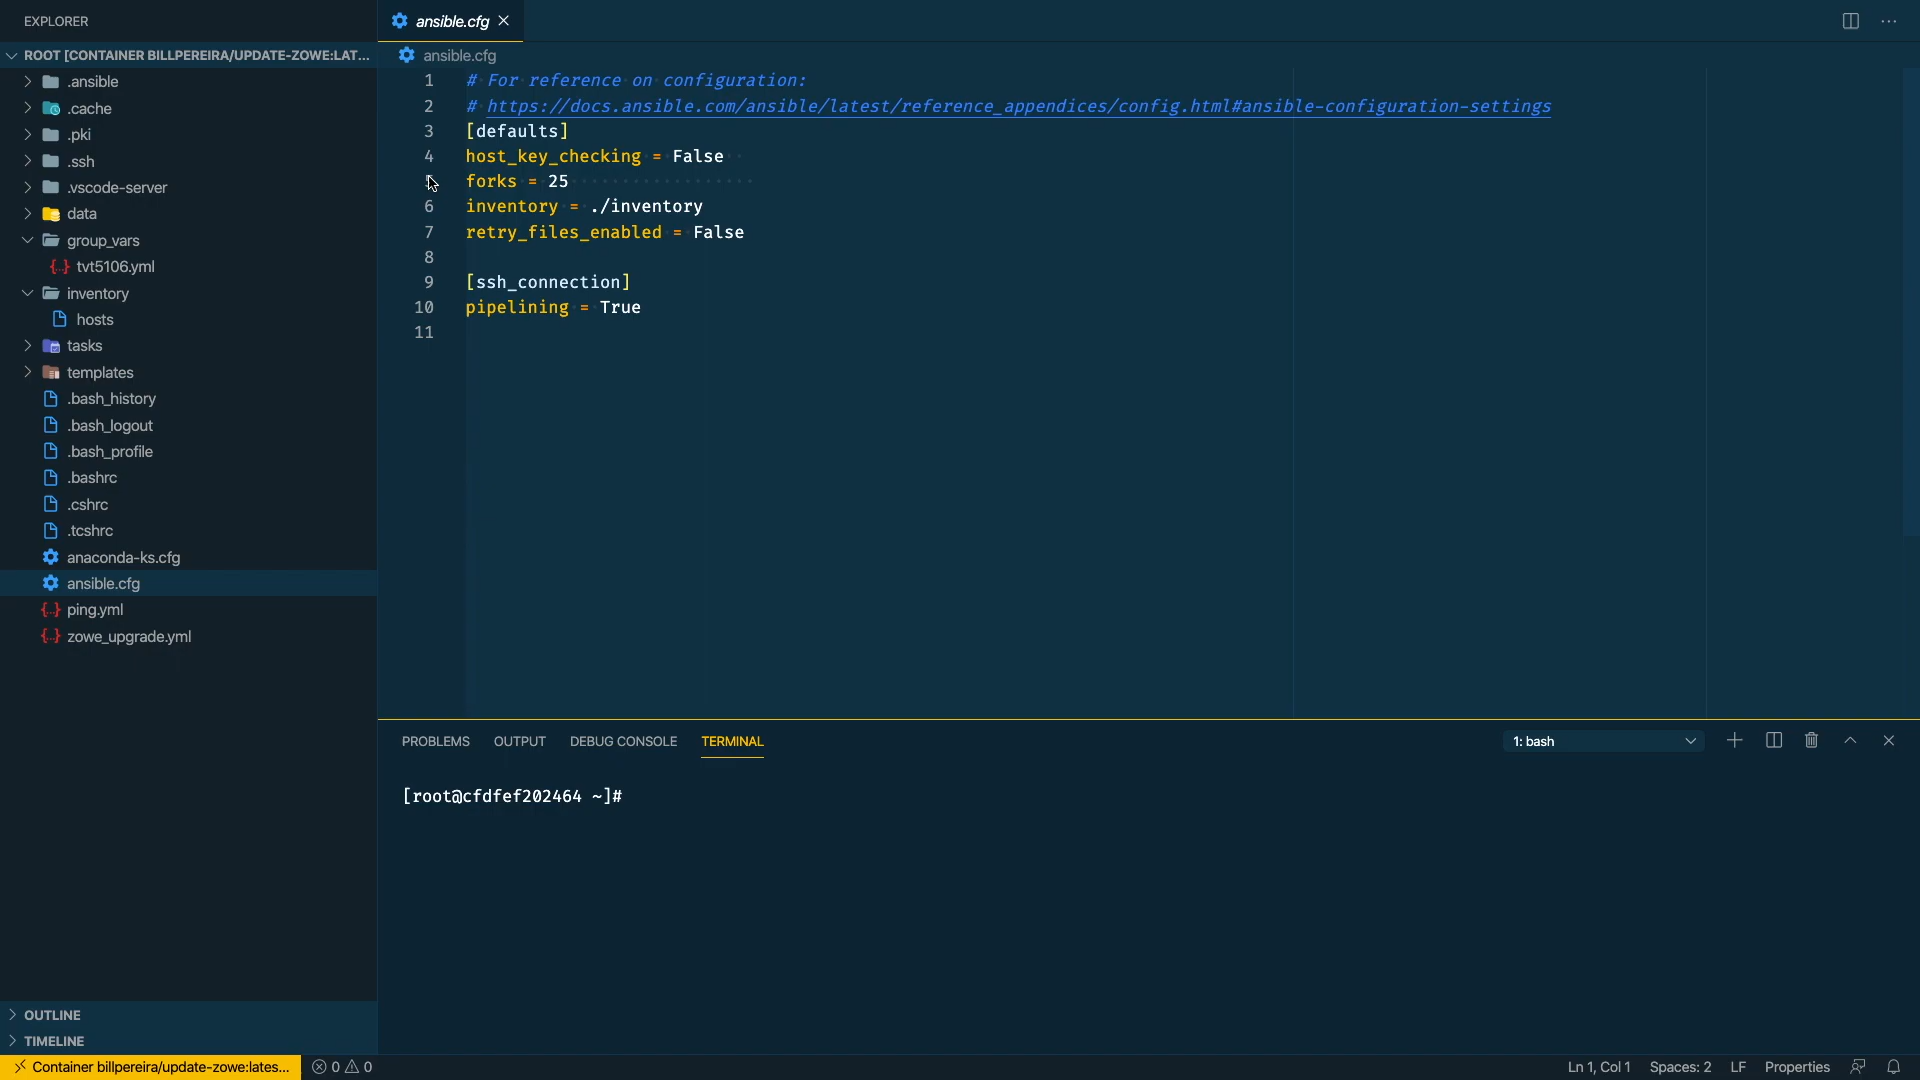 EXPLORER
ROOT [CONTAINER BILLPEREIRA/UPDATE-ZOWE:LAT...
.ansible
.cache
.pki
.ssh
.vscode-server
data
group_vars
{..} tvt5106.yml
inventory
hosts
tasks
templates
.bash_history
.bash_logout
.bash_profile
.bashrc
.cshrc
.tcshrc
anaconda-ks.cfg
ansible.cfg
{..} ping.yml
{..} zowe_upgrade.yml
OUTLINE
TIMELINE
ansible.cfg
ansible.cfg
1 # For reference on configuration:
2 # https://docs.ansible.com/ansible/latest/reference_appendices/config.html#ansible-configuration-settings
3 [defaults]
4 host_key_checking = False
forks = 25
6 inventory = ./inventory
7 retry_files_enabled = False
8
9 [ssh_connection]
10 pipelining = True
11
PROBLEMS OUTPUT DEBUG CONSOLE TERMINAL 1: bash
[root@cfdfef202464 ~]#
Container billpereira/update-zowe:lates... 0 0 Ln 1, Col 1 Spaces: 2 LF Properties